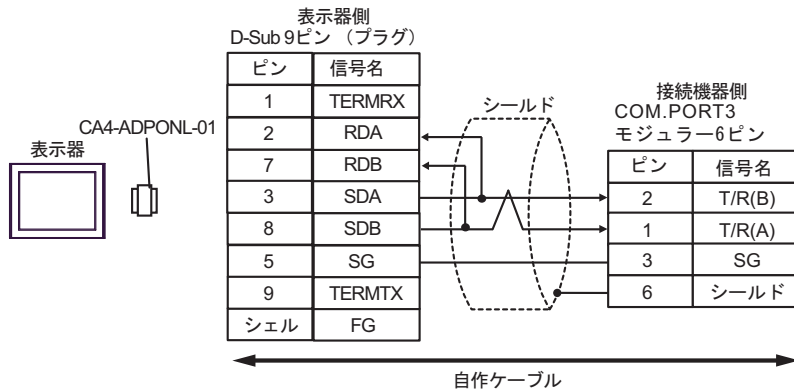 表示器側
D-Sub 9ピン （プラグ）
ピン 信号名
1 TERMRX
2 RDA
7 RDB
3 SDA
8 SDB
5 SG
9 TERMTX
シェル FG
CA4-ADPONL-01
表示器
シールド
接続機器側
COM.PORT3
モジュラー6ピン
ピン 信号名
2 T/R(B)
1 T/R(A)
3 SG
6 シールド
自作ケーブル